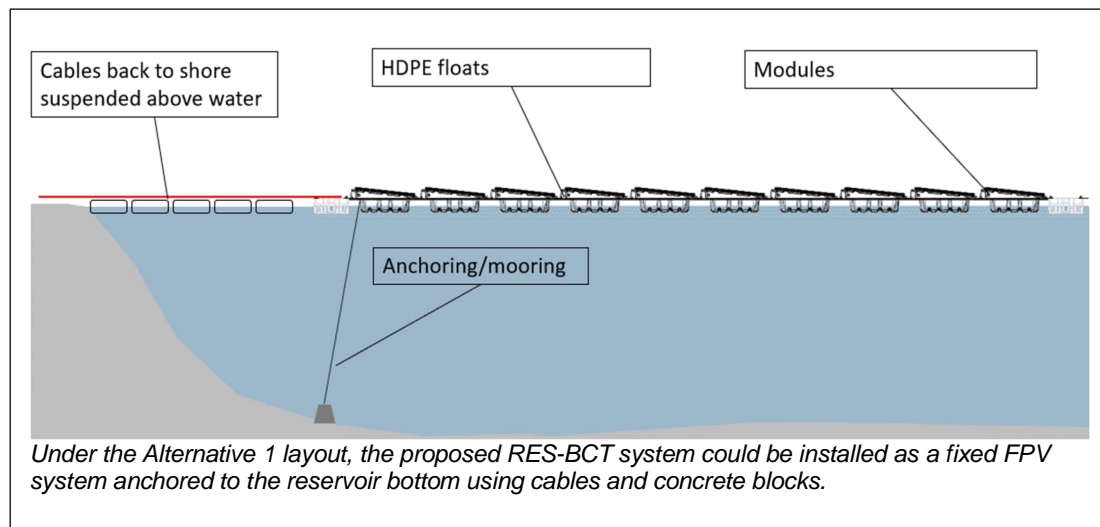 Cables back to shore
suspended above water
HDPE floats
Modules
Anchoring/mooring
Under the Alternative 1 layout, the proposed RES-BCT system could be installed as a fixed FPV
system anchored to the reservoir bottom using cables and concrete blocks.